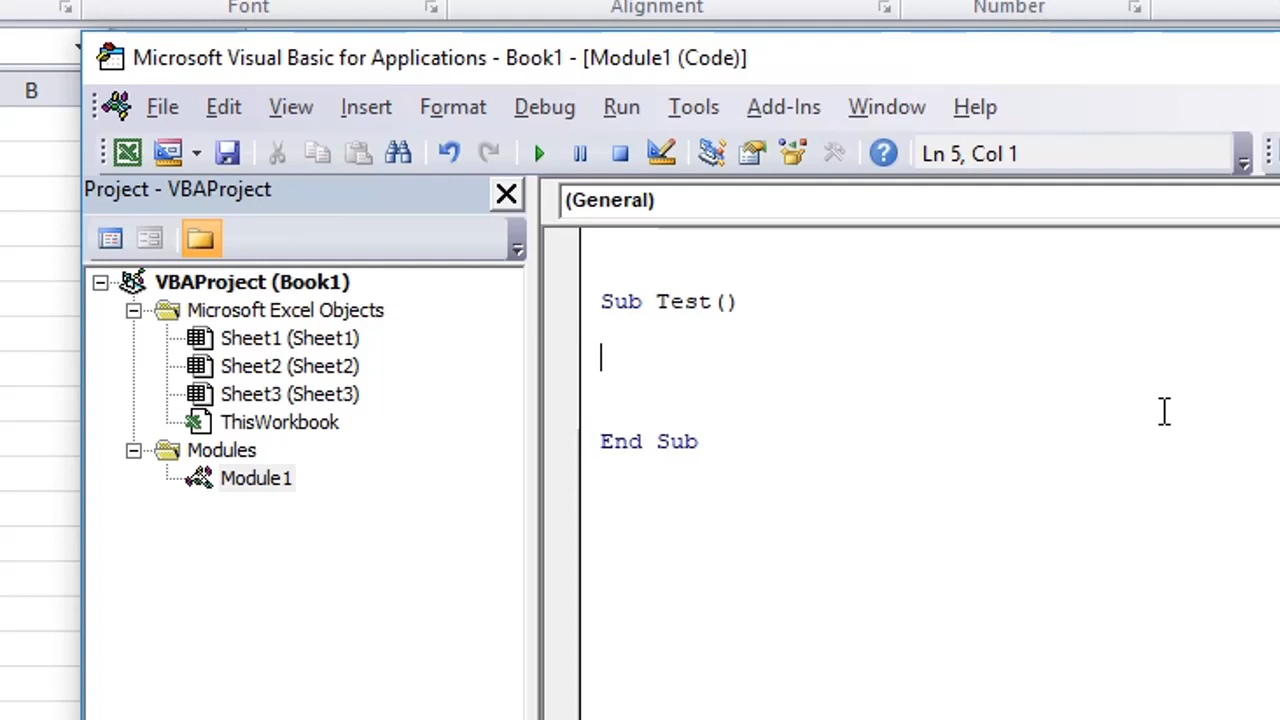 Font Alignment Number
B
Microsoft Visual Basic for Applications - Book1 - [Module1 (Code)]
File Edit View Insert Format Debug Run Tools Add-Ins Window Help
Ln 5, Col 1
Project - VBAProject
(General)
VBAProject (Book1)
Microsoft Excel Objects
Sheet1 (Sheet1)
Sheet2 (Sheet2)
Sheet3 (Sheet3)
ThisWorkbook
Modules
Module1
Sub Test()
End Sub